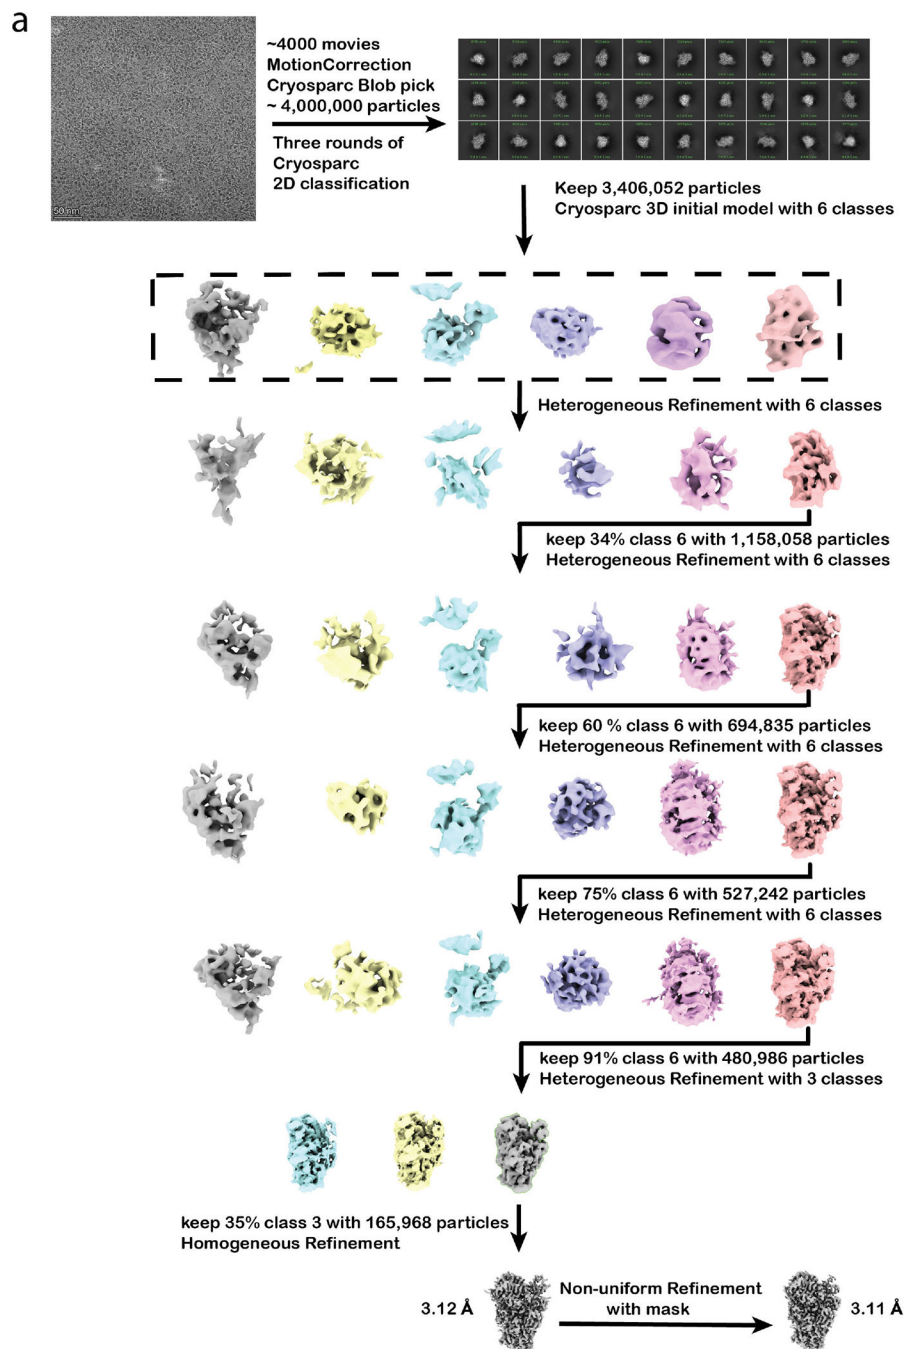 a
~4000 movies
MotionCorrection
Cryosparc Blob pick
~ 4,000,000 particles
Three rounds of
Cryosparc
2D classification
50 nm
Keep 3,406,052 particles
Cryosparc 3D initial model with 6 classes
Heterogeneous Refinement with 6 classes
keep 34% class 6 with 1,158,058 particles
Heterogeneous Refinement with 6 classes
keep 60 % class 6 with 694,835 particles
Heterogeneous Refinement with 6 classes
keep 75% class 6 with 527,242 particles
Heterogeneous Refinement with 6 classes
keep 91% class 6 with 480,986 particles
Heterogeneous Refinement with 3 classes
keep 35% class 3 with 165,968 particles
Homogeneous Refinement
3.12 Å
Non-uniform Refinement
with mask
3.11 Å